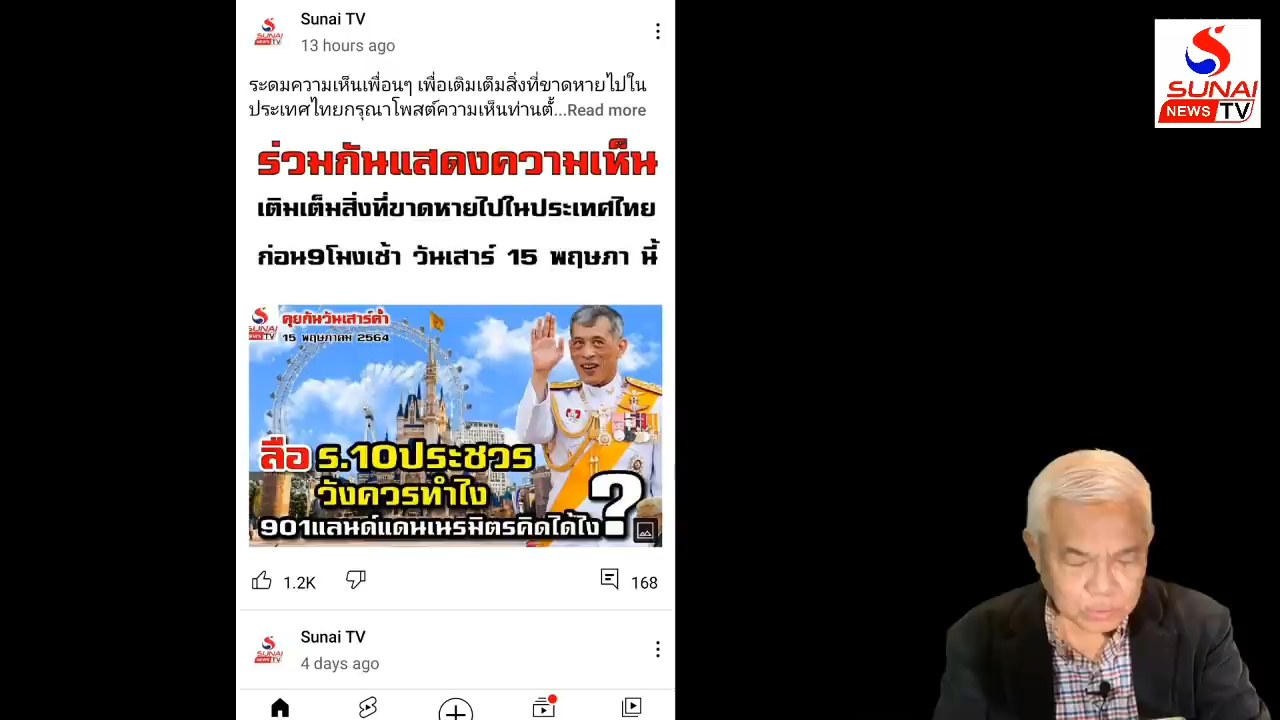 Sunai TV
13 hours ago
ระดมความเห็นเพื่อนๆ เพื่อเติมเต็มสิ่งที่ขาดหายไปใน
ประเทศไทยกรุณาโพสต์ความเห็นท่านตั้...Read more
ร่วมกันแสดงความเห็น
เติมเต็มสิ่งที่ขาดหายไปในประเทศไทย
ก่อน9โมงเช้า วันเสาร์ 15 พฤษภา นี้
SUNAI
NEWS TV
คุยกันวันเสาร์ค่ำ
15 พฤษภาคม 2564
ลือ ร.10ประชวร
วังควรทำไง
901แลนด์แดนเนรมิตรคิดได้ไง?
1.2K
168
Sunai TV
4 days ago
SUNAI
NEWS TV
SUNAI
NEWS TV